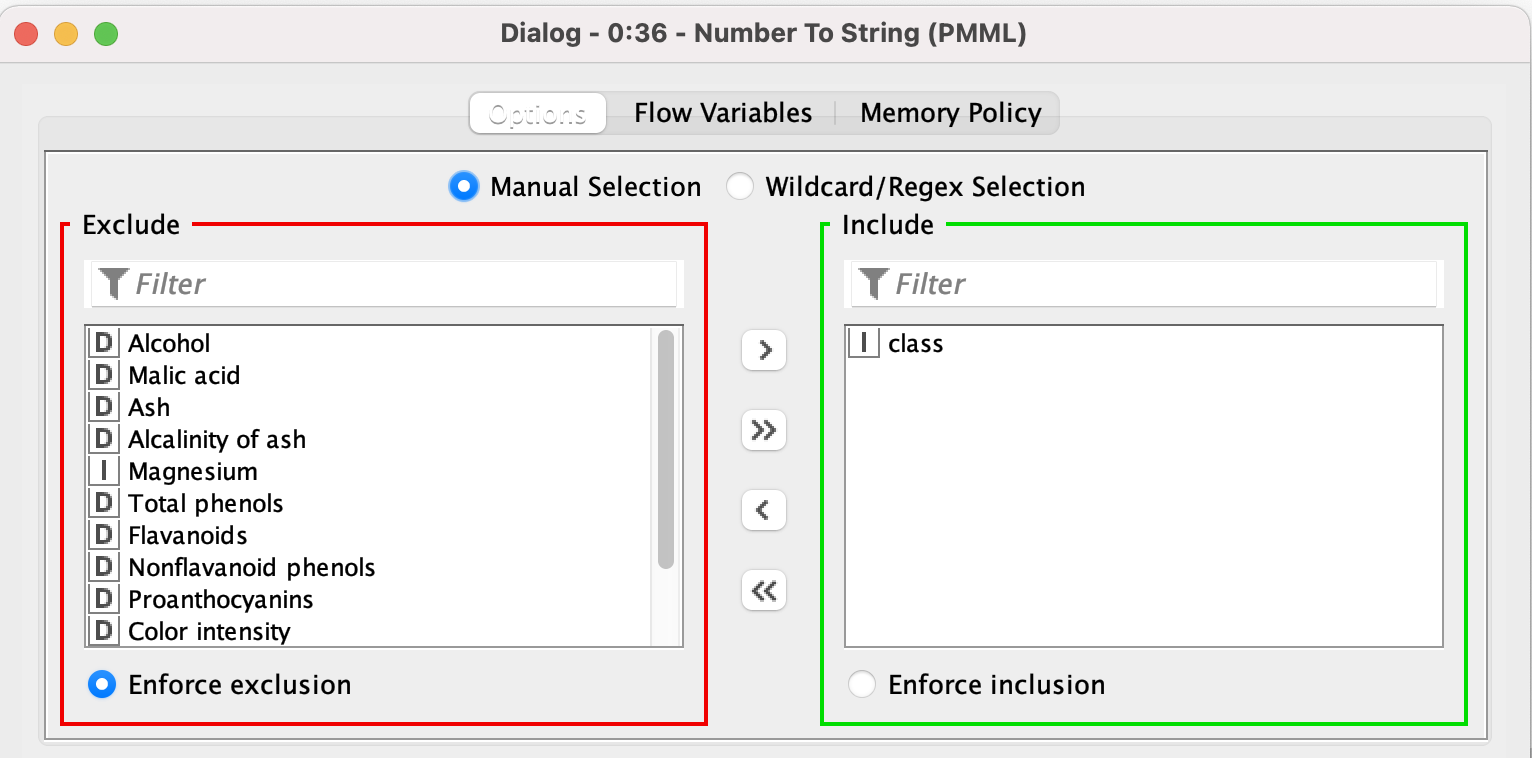 Dialog - 0:36 - Number To String (PMML)
Options Flow Variables Memory Policy
Manual Selection Wildcard/Regex Selection
Exclude
Filter
D Alcohol
D Malic acid
D Ash
D Alcalinity of ash
I Magnesium
D Total phenols
D Flavanoids
D Nonflavanoid phenols
D Proanthocyanins
D Color intensity
Enforce exclusion
Include
Filter
I class
Enforce inclusion